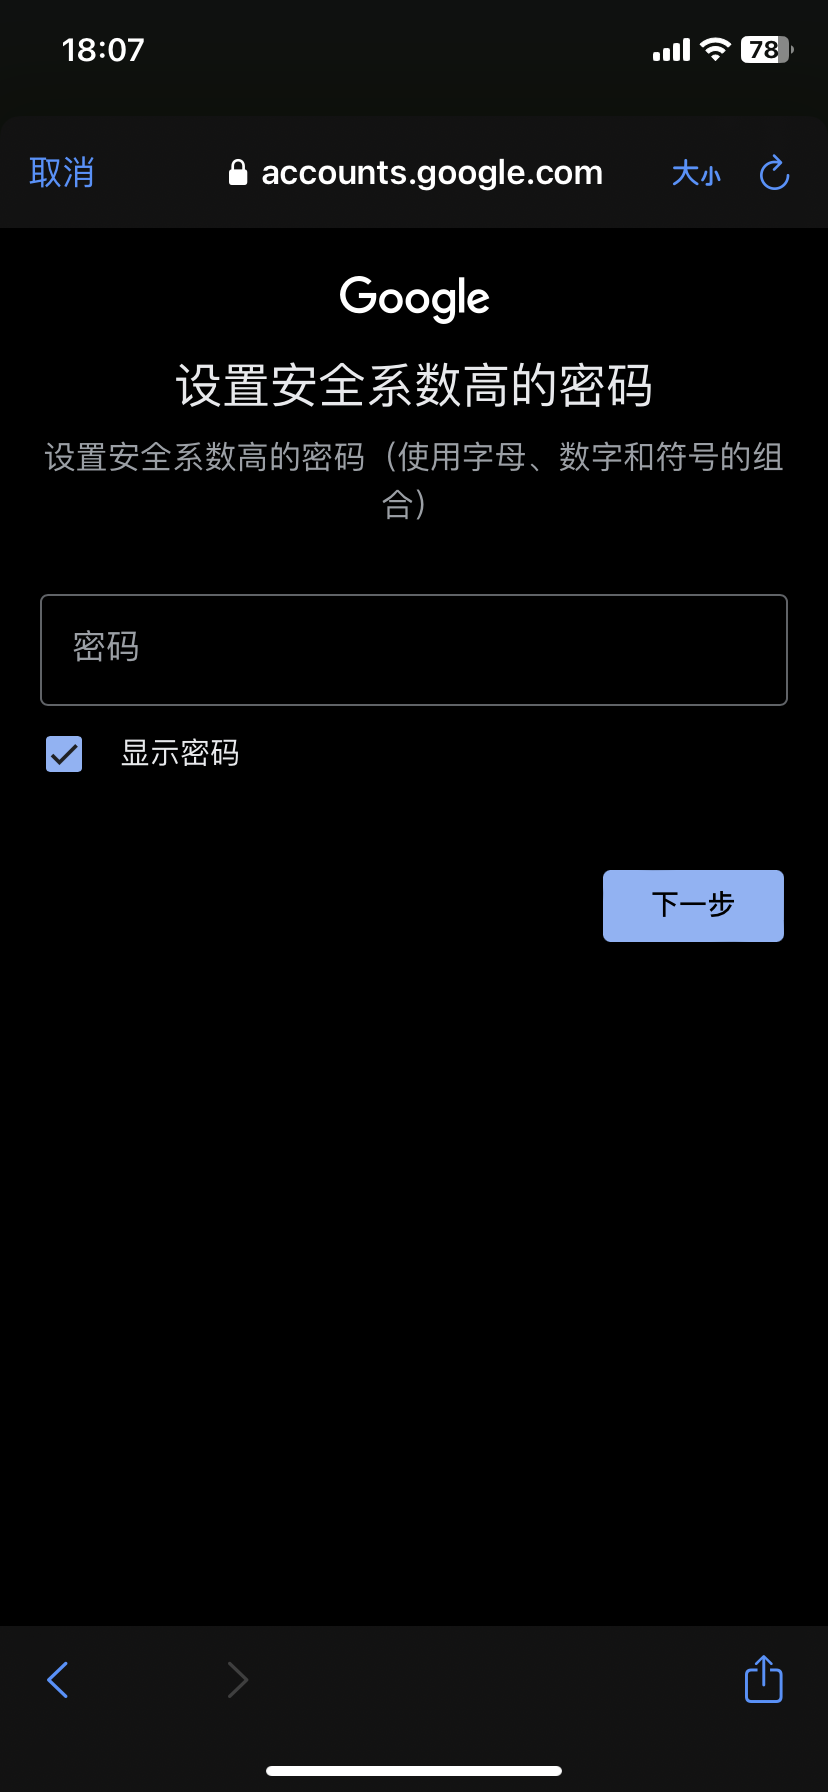 18:07
78
取消
accounts.google.com
大小
Google
设置安全系数高的密码
设置安全系数高的密码（使用字母、数字和符号的组
合）
密码
显示密码
下一步